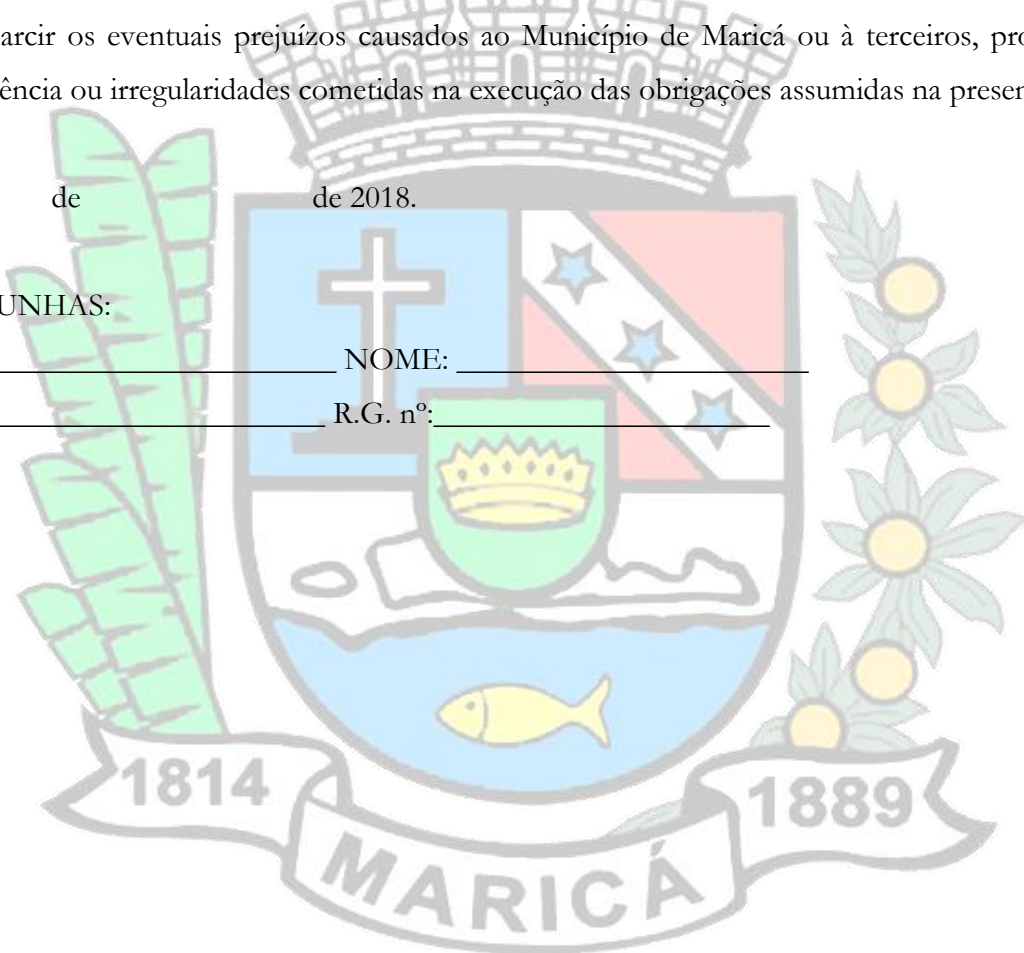 arcir os eventuais prejuízos causados ao Município de Maricá ou à terceiros, pro
ência ou irregularidades cometidas na execução das obrigações assumidas na presen
de de 2018.
UNHAS:
NOME:
R.G. nº:
1814
1889
MARICÁ